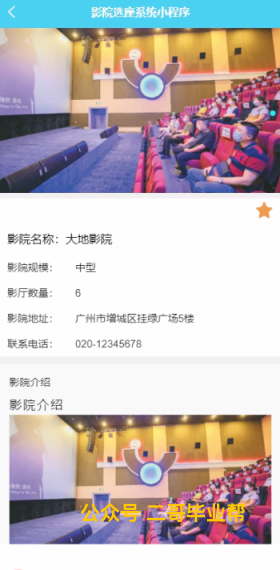 影院选座系统小程序
影院名称：大地影院
影院规模： 中型
影厅数量： 6
影院地址： 广州市增城区挂绿广场5楼
联系电话： 020-12345678
影院介绍
影院介绍
公众号 二哥毕业帮